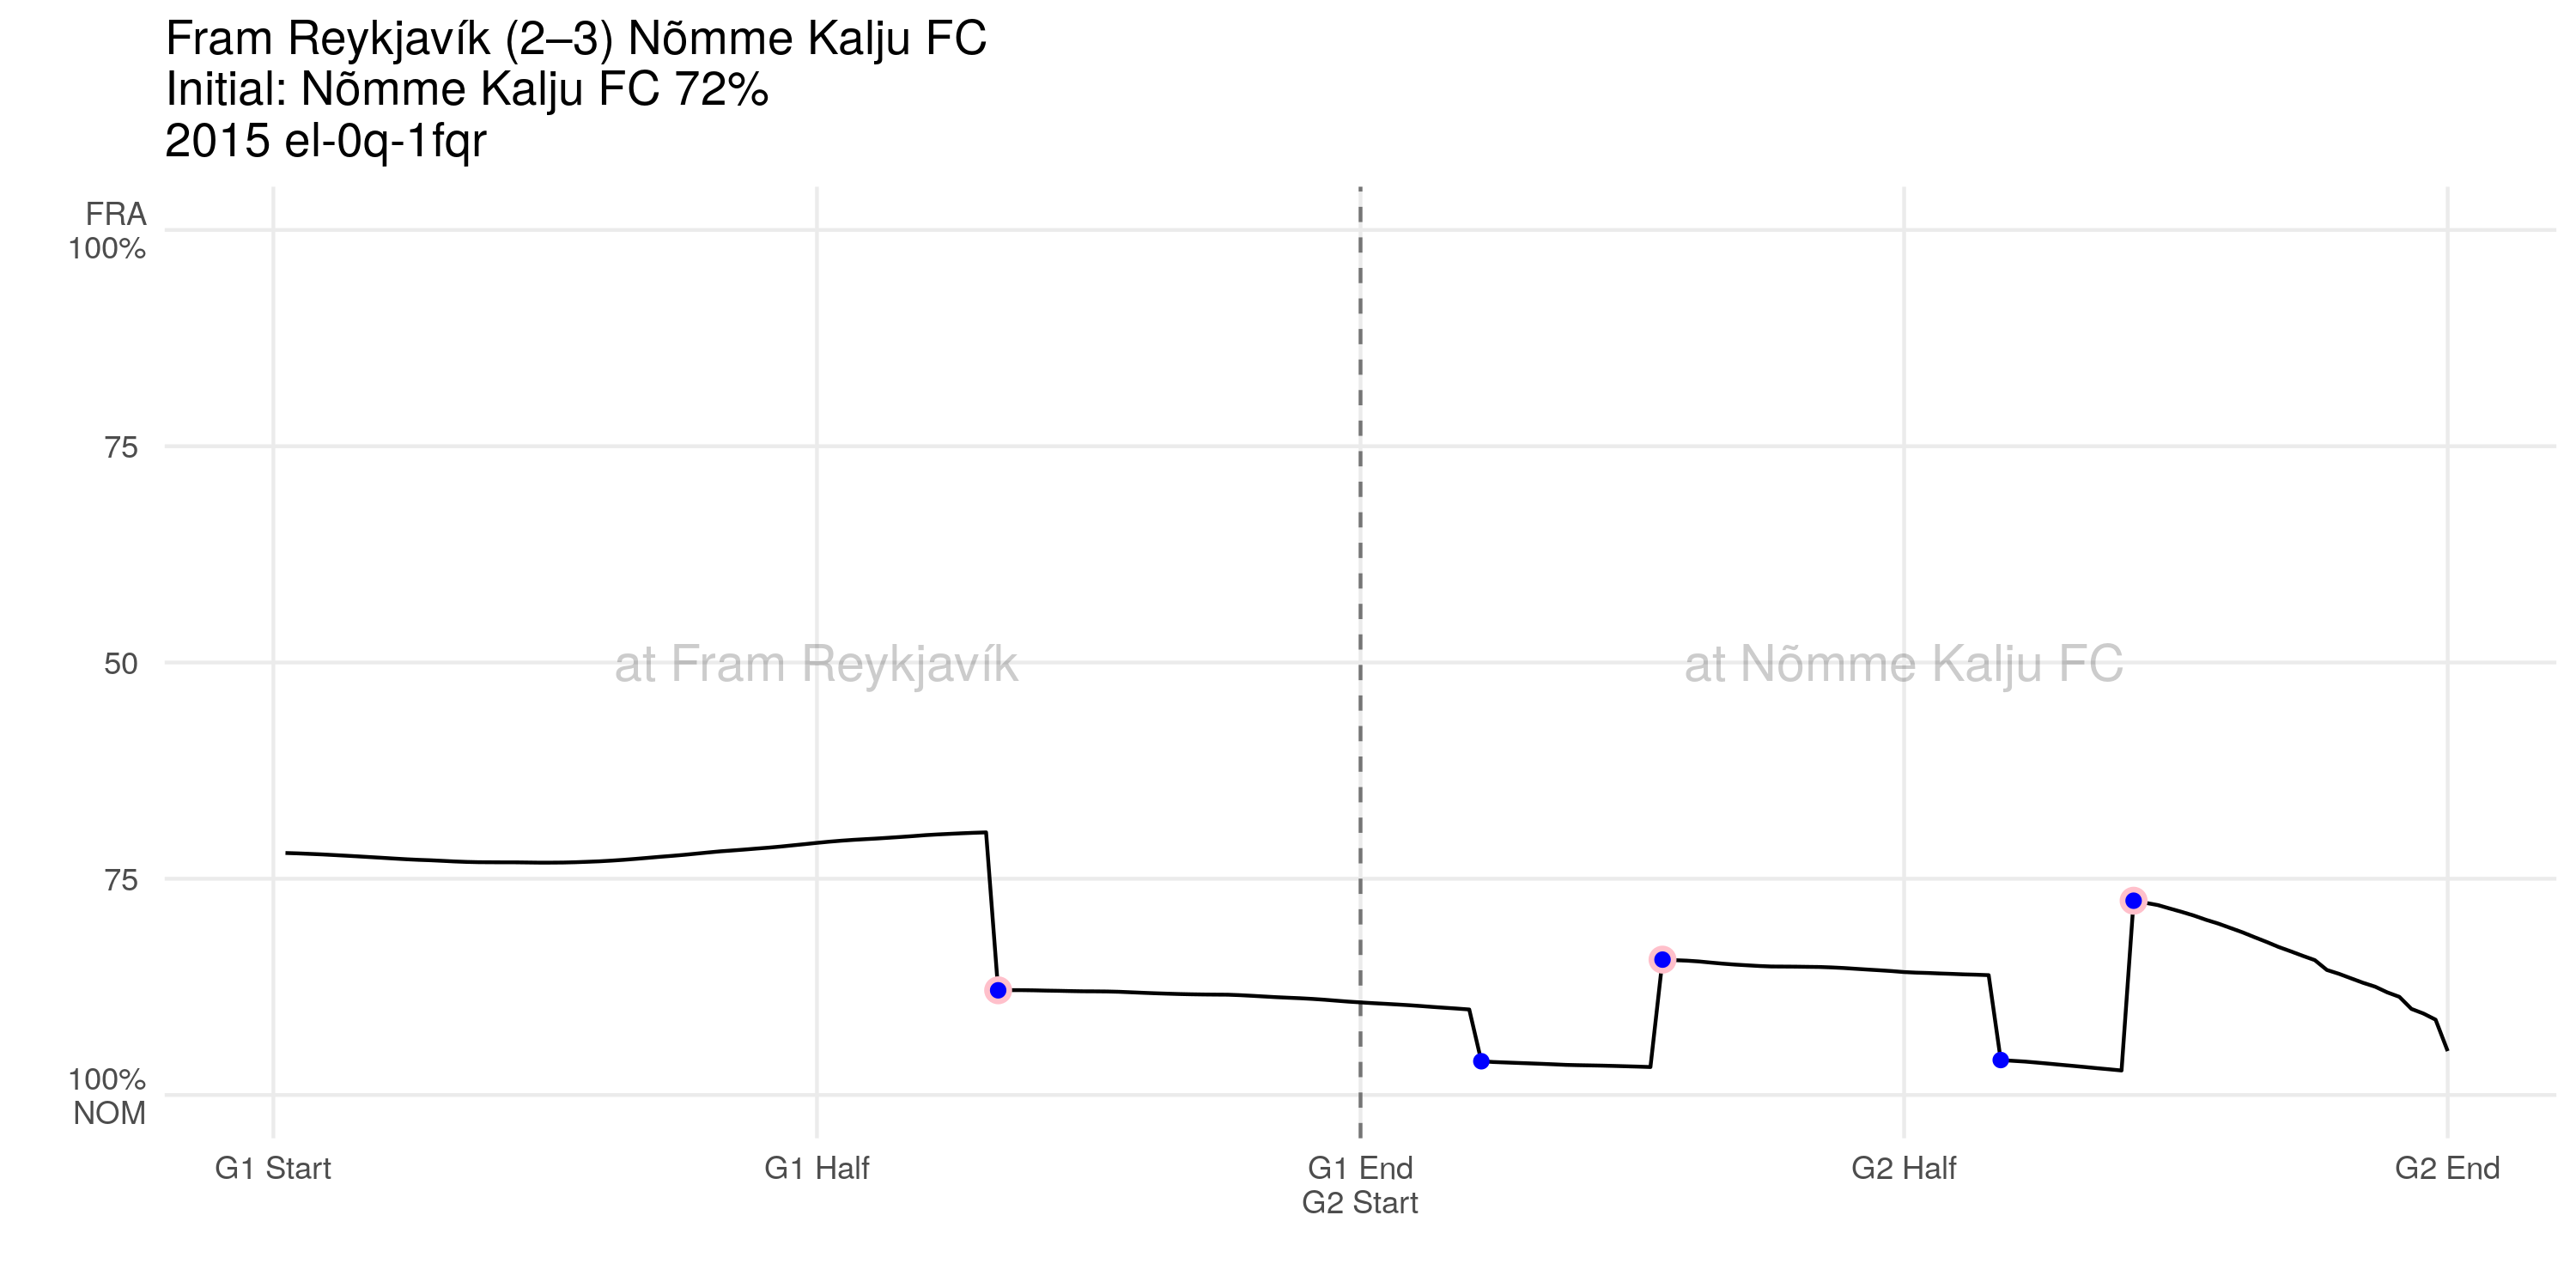 Fram Reykjavík (2–3) Nõmme Kalju FC
Initial: Nõmme Kalju FC 72%
2015 el-0q-1fqr
FRA
100%
75
50
75
100%
NOM
at Fram Reykjavík
at Nõmme Kalju FC
G1 Start
G1 Half
G1 End
G2 Start
G2 Half
G2 End